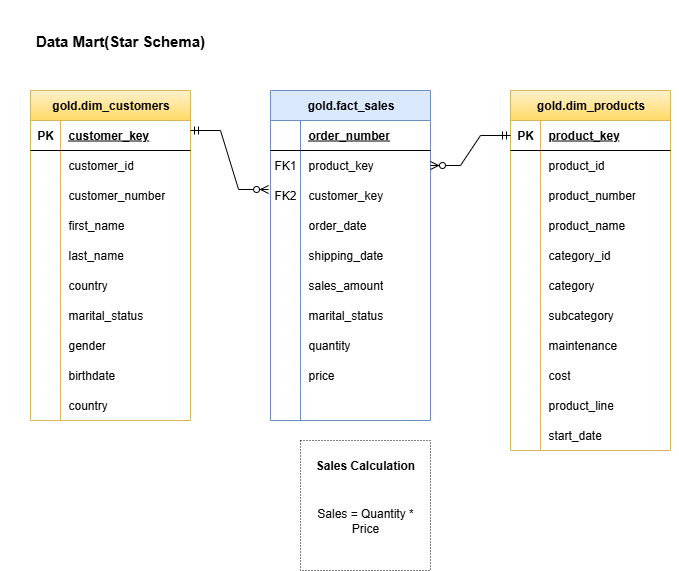 Data Mart(Star Schema)
gold.dim_customers
PK customer_key
customer_id
customer_number
first_name
last_name
country
marital_status
gender
birthdate
country
gold.fact_sales
order_number
FK1 product_key
FK2 customer_key
order_date
shipping_date
sales_amount
marital_status
quantity
price
gold.dim_products
PK product_key
product_id
product_number
product_name
category_id
category
subcategory
maintenance
cost
product_line
start_date
Sales Calculation
Sales = Quantity *
Price